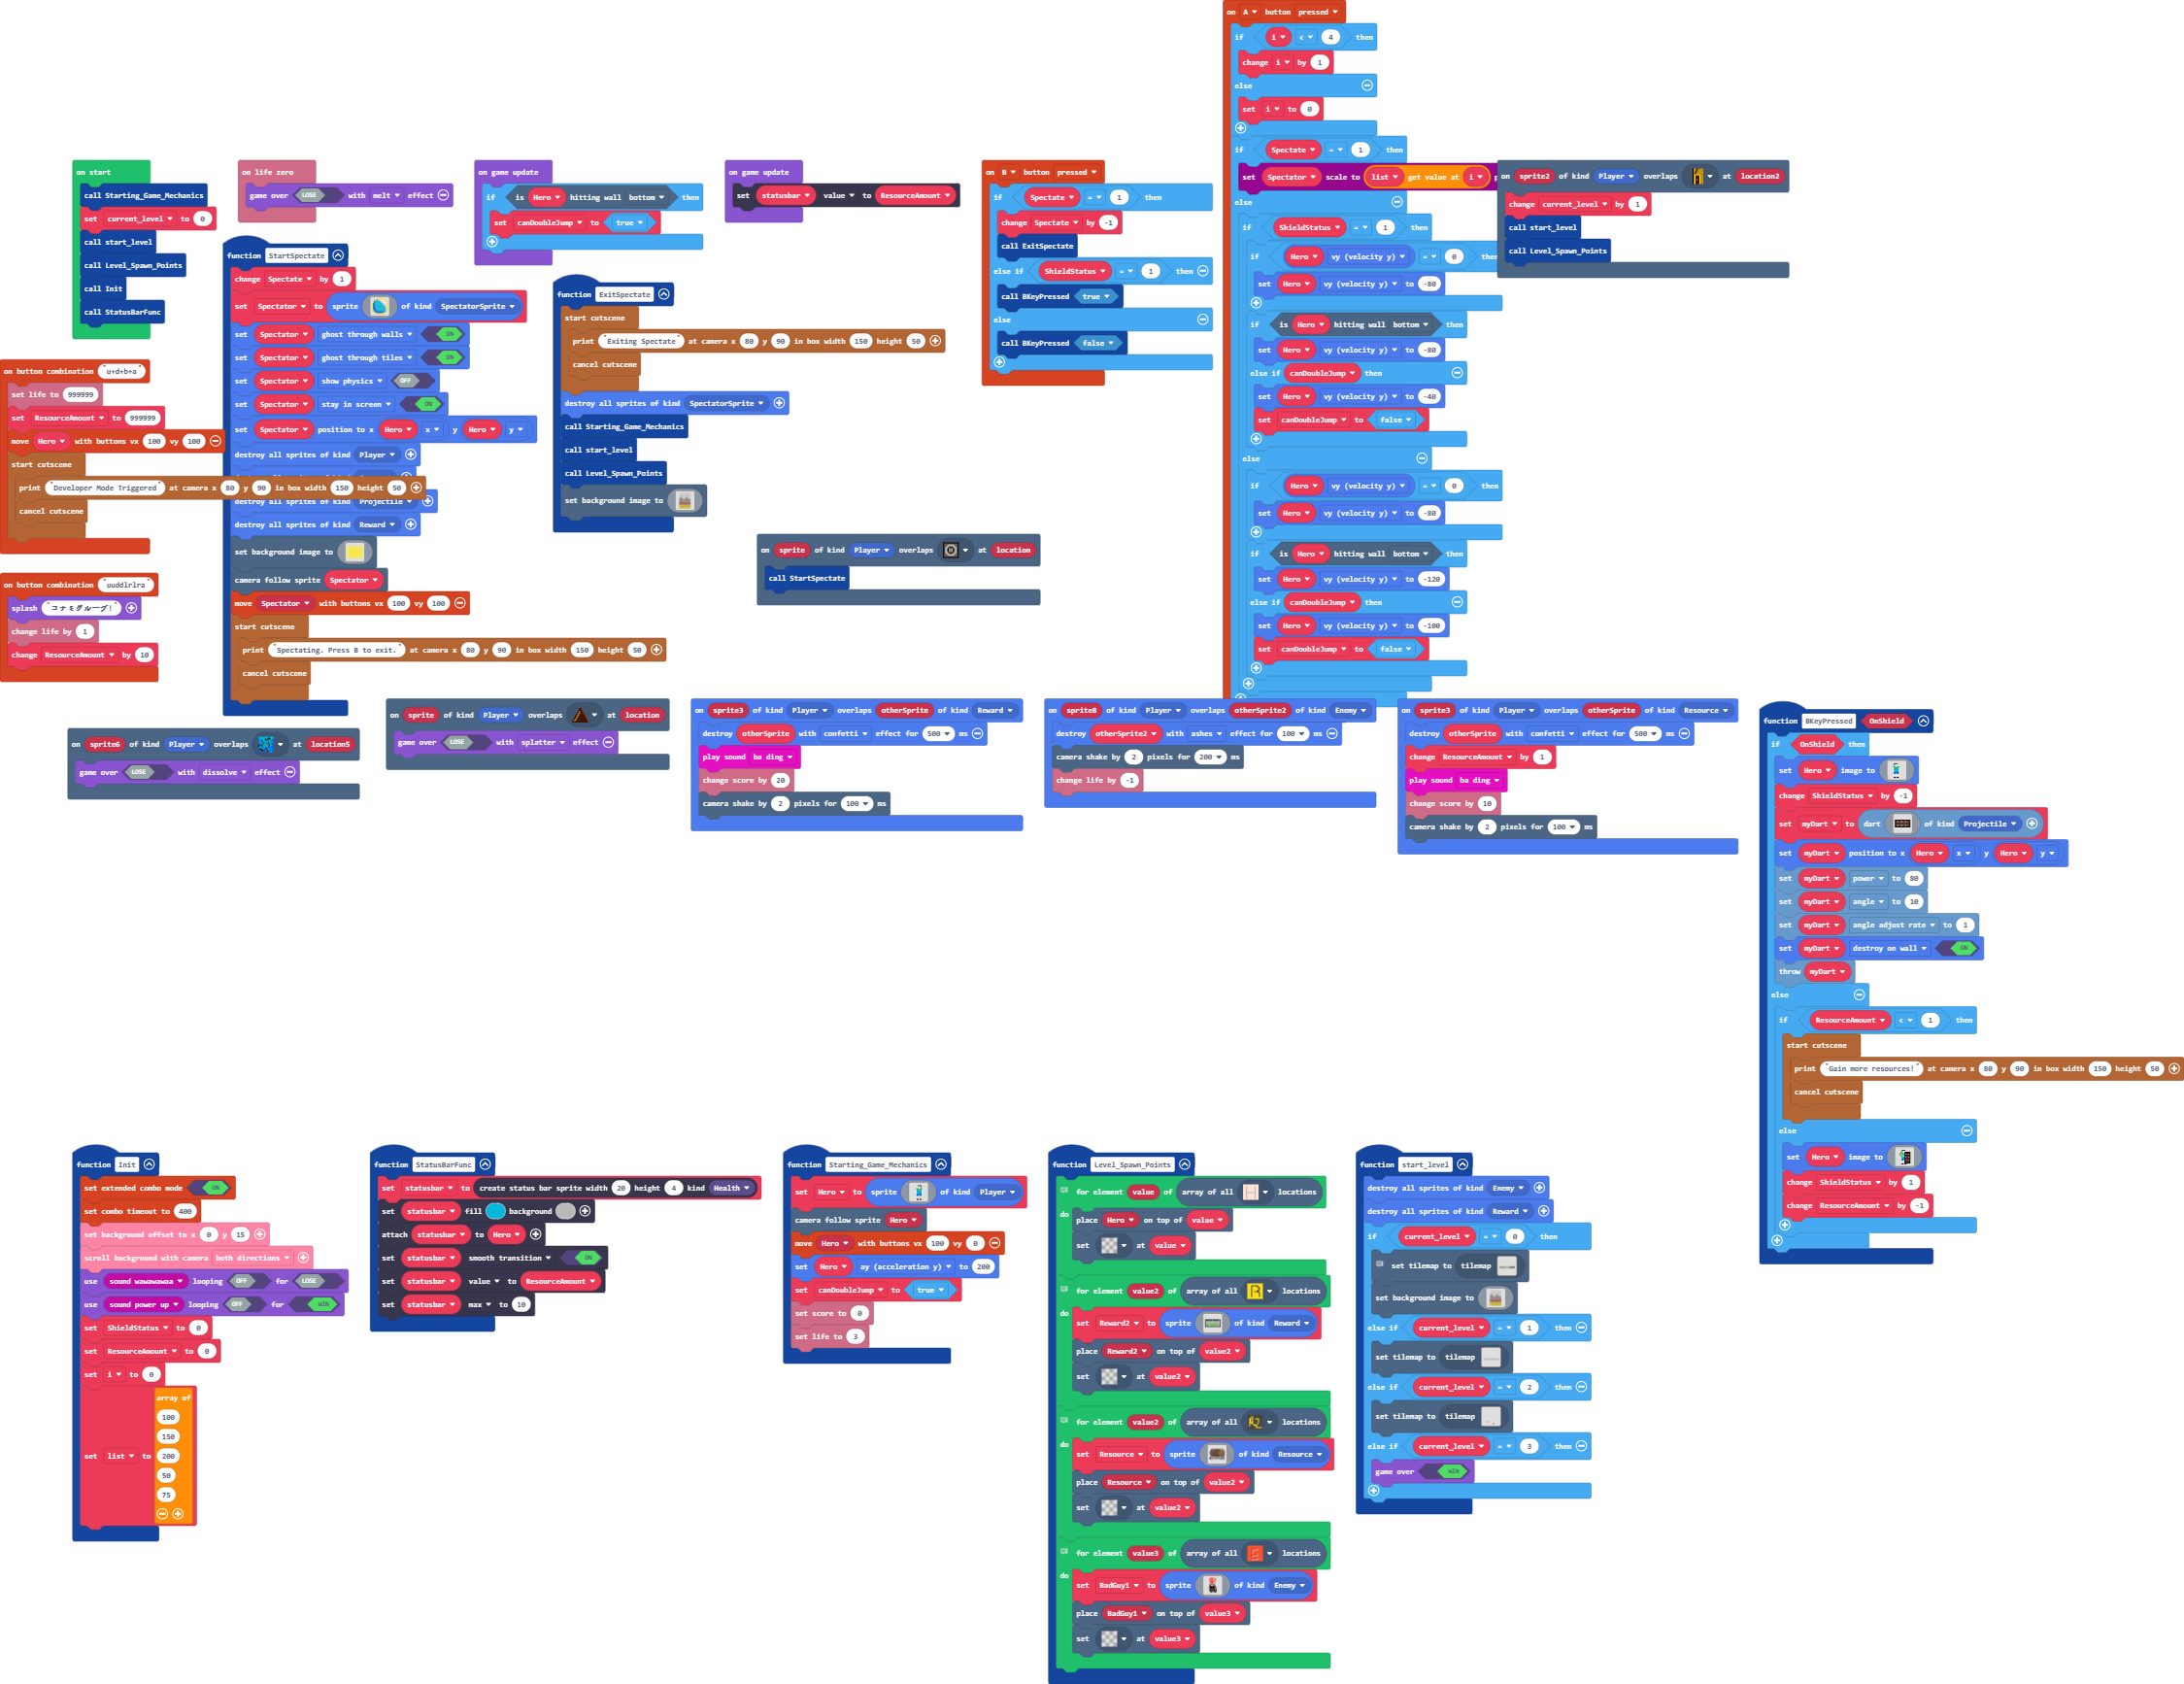 on start
call Starting_Game_Mechanics
set current_level to 0
call start_level
call Level_Spawn_Points
call Init
call StatusBarFunc
on life zero
game over LOSE with melt effect
on game update
if is Hero hitting wall bottom then
set canDoubleJump to true
on game update
set statusbar value to ResourceAmount
on B button pressed
if Spectate = 1 then
change Spectate by -1
call ExitSpectate
else if ShieldStatus = 1 then
call BKeyPressed true
else
call BKeyPressed false
on A button pressed
if i < 4 then
change i by 1
else
set i to 0
if Spectate = 1 then
set Spectator scale to list get value at i
else
if ShieldStatus = 1 then
if Hero vy (velocity y) = 0 then
set Hero vy (velocity y) to -80
if is Hero hitting wall bottom then
set Hero vy (velocity y) to -80
else if canDoubleJump then
set Hero vy (velocity y) to -40
set canDoubleJump to false
else
if Hero vy (velocity y) = 0 then
set Hero vy (velocity y) to -80
if is Hero hitting wall bottom then
set Hero vy (velocity y) to -120
else if canDoubleJump then
set Hero vy (velocity y) to -100
set canDoubleJump to false
on sprite2 of kind Player overlaps at location2
change current_level by 1
call start_level
call Level_Spawn_Points
function StartSpectate
change Spectate by 1
set Spectator to sprite of kind SpectatorSprite
set Spectator ghost through walls ON
set Spectator ghost through tiles ON
set Spectator show physics OFF
set Spectator stay in screen ON
set Spectator position to x Hero x y Hero y
destroy all sprites of kind Player
destroy all sprites of kind Projectile
destroy all sprites of kind Reward
set background image to
camera follow sprite Spectator
move Spectator with buttons vx 100 vy 100
start cutscene
print "Spectating. Press B to exit." at camera x 80 y 90 in box width 150 height 50
cancel cutscene
function ExitSpectate
start cutscene
print "Exiting Spectate" at camera x 80 y 90 in box width 150 height 50
cancel cutscene
destroy all sprites of kind SpectatorSprite
call Starting_Game_Mechanics
call start_level
call Level_Spawn_Points
set background image to
on button combination "u+d+b+a"
set life to 999999
set ResourceAmount to 999999
move Hero with buttons vx 100 vy 100
start cutscene
print "Developer Mode Triggered" at camera x 80 y 90 in box width 150 height 50
cancel cutscene
on button combination "uuddlrlra"
splash "コナミグループ!"
change life by 1
change ResourceAmount by 10
on sprite of kind Player overlaps at location
call StartSpectate
on sprite6 of kind Player overlaps at location5
game over LOSE with dissolve effect
on sprite of kind Player overlaps at location
game over LOSE with splatter effect
on sprite3 of kind Player overlaps otherSprite of kind Reward
destroy otherSprite with confetti effect for 500 ms
play sound ba ding
change score by 20
camera shake by 2 pixels for 100 ms
on sprite8 of kind Player overlaps otherSprite2 of kind Enemy
destroy otherSprite2 with ashes effect for 100 ms
camera shake by 2 pixels for 200 ms
change life by -1
on sprite3 of kind Player overlaps otherSprite of kind Resource
destroy otherSprite with confetti effect for 500 ms
change ResourceAmount by 1
play sound ba ding
change score by 10
camera shake by 2 pixels for 100 ms
function BKeyPressed OnShield
if OnShield then
set Hero image to
change ShieldStatus by -1
set myDart to dart of kind Projectile
set myDart position to x Hero x y Hero y
set myDart power to 80
set myDart angle to 10
set myDart angle adjust rate to 1
set myDart destroy on wall ON
throw myDart
else
if ResourceAmount < 1 then
start cutscene
print "Gain more resources!" at camera x 80 y 90 in box width 150 height 50
cancel cutscene
else
set Hero image to
change ShieldStatus by 1
change ResourceAmount by -1
function Init
set extended combo mode ON
set combo timeout to 400
set background offset to x 0 y 15
scroll background with camera both directions
use sound wawawawaa looping OFF for LOSE
use sound power up looping OFF for WIN
set ShieldStatus to 0
set ResourceAmount to 0
set i to 0
array of
100
150
set list to 200
50
75
function StatusBarFunc
set statusbar to create status bar sprite width 20 height 4 kind Health
set statusbar fill background
attach statusbar to Hero
set statusbar smooth transition ON
set statusbar value to ResourceAmount
set statusbar max to 10
function Starting_Game_Mechanics
set Hero to sprite of kind Player
camera follow sprite Hero
move Hero with buttons vx 100 vy 0
set Hero ay (acceleration y) to 200
set canDoubleJump to true
set score to 0
set life to 3
function Level_Spawn_Points
for element value of array of all locations
do
place Hero on top of value
set at value
for element value2 of array of all R locations
do
set Reward2 to sprite of kind Reward
place Reward2 on top of value2
set at value2
for element value2 of array of all locations
do
set Resource to sprite of kind Resource
place Resource on top of value2
set at value2
for element value3 of array of all locations
do
set BadGuy1 to sprite of kind Enemy
place BadGuy1 on top of value3
set at value3
function start_level
destroy all sprites of kind Enemy
destroy all sprites of kind Reward
if current_level = 0 then
set tilemap to tilemap
set background image to
else if current_level = 1 then
set tilemap to tilemap
else if current_level = 2 then
set tilemap to tilemap
else if current_level = 3 then
game over WIN